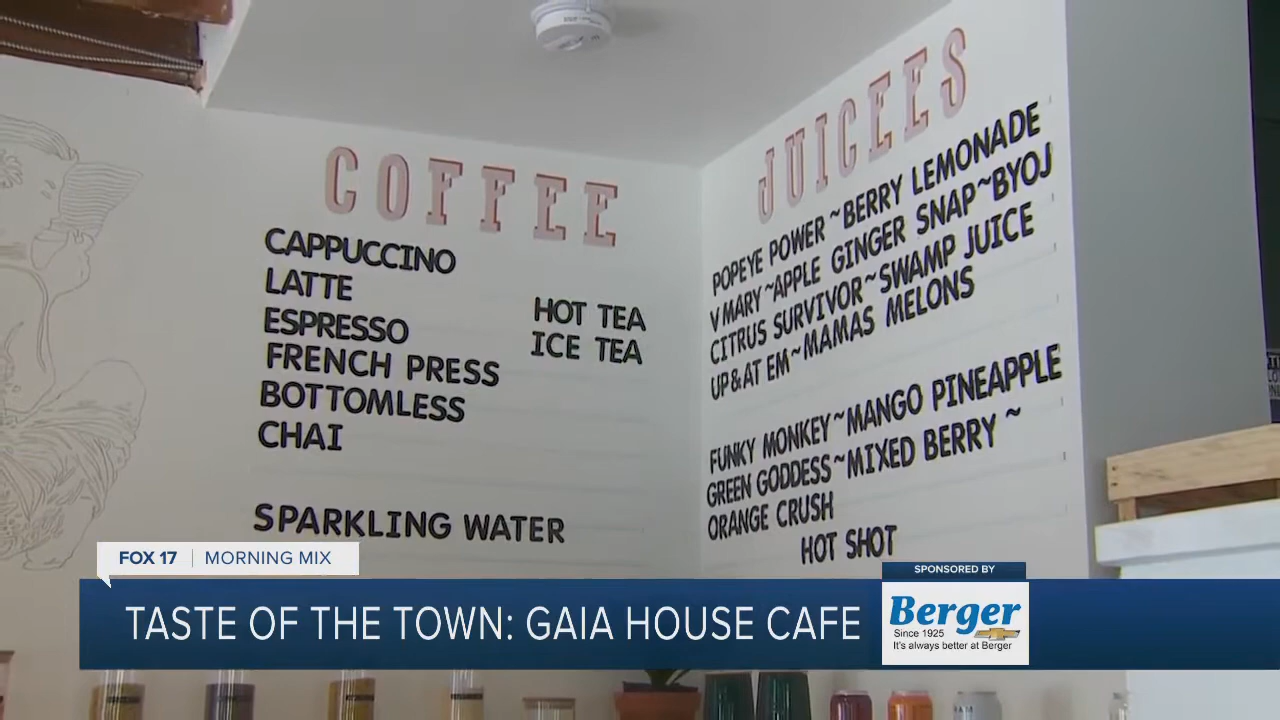 COFFEE
CAPPUCCINO
LATTE
ESPRESSO
FRENCH PRESS
BOTTOMLESS
CHAI
HOT TEA
ICE TEA
SPARKLING WATER
JUICEES
POPEYE POWER~BERRY LEMONADE
V MARY~APPLE GINGER SNAP~BYOJ
CITRUS SURVIVOR~SWAMP JUICE
UP&AT EM~MAMAS MELONS
FUNKY MONKEY~MANGO PINEAPPLE
GREEN GODDESS~MIXED BERRY~
ORANGE CRUSH
HOT SHOT
FOX 17 | MORNING MIX
TASTE OF THE TOWN: GAIA HOUSE CAFE
SPONSORED BY
Berger
Since 1925
It's always better at Berger